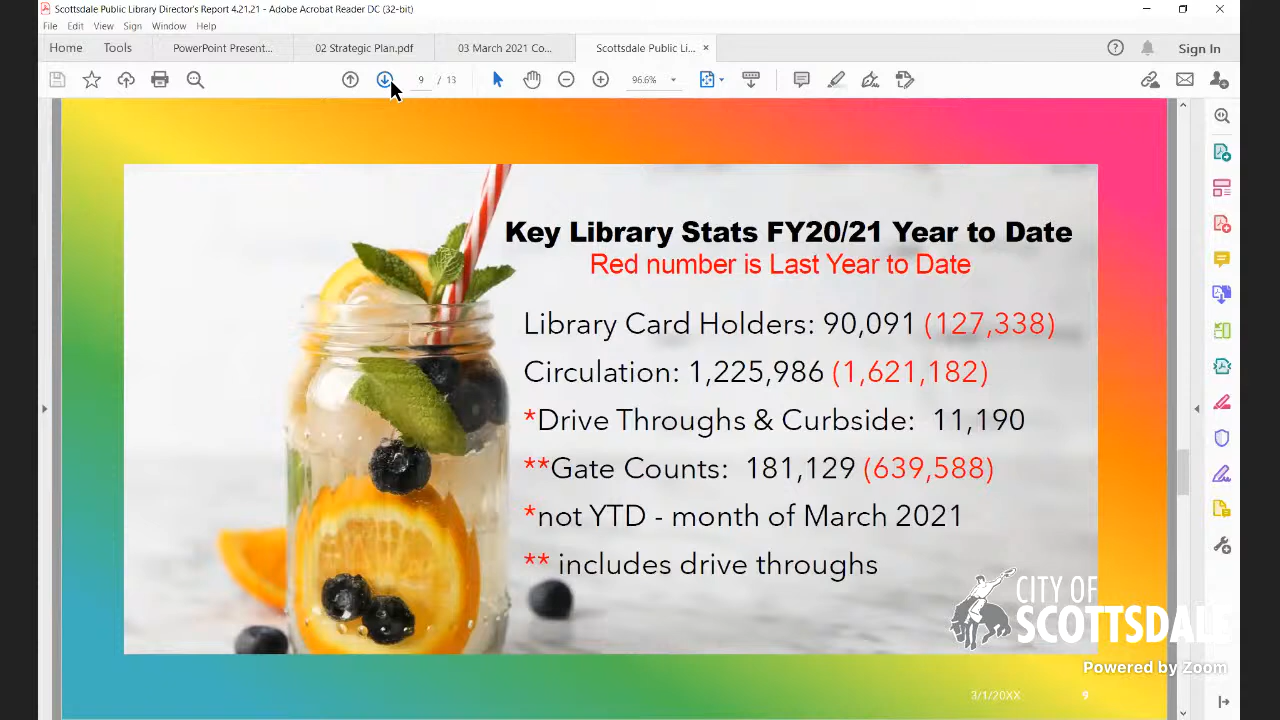 Scottsdale Public Library Director's Report 4.21.21 - Adobe Acrobat Reader DC (32-bit)
File Edit View Sign Window Help
Home Tools PowerPoint Present... 02 Strategic Plan.pdf 03 March 2021 Co... Scottsdale Public Li... × Sign In
9 / 13 96.6%
Key Library Stats FY20/21 Year to Date
Red number is Last Year to Date
Library Card Holders: 90,091 (127,338)
Circulation: 1,225,986 (1,621,182)
*Drive Throughs & Curbside: 11,190
**Gate Counts: 181,129 (639,588)
*not YTD - month of March 2021
** includes drive throughs
CITY OF
SCOTTSDALE
Powered by Zoom
3/1/20XX 9